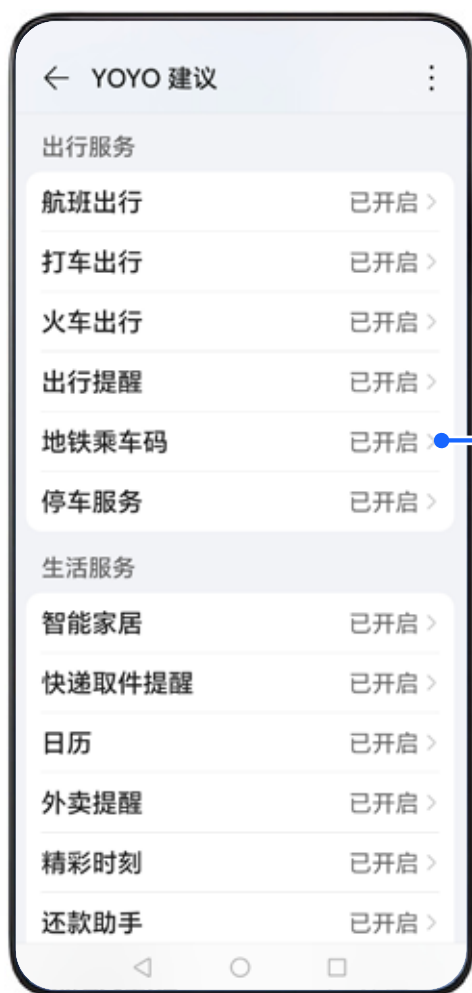 YOYO 建议
出行服务
航班出行 已开启
打车出行 已开启
火车出行 已开启
出行提醒 已开启
地铁乘车码 已开启
停车服务 已开启
生活服务
智能家居 已开启
快递取件提醒 已开启
日历 已开启
外卖提醒 已开启
精彩时刻 已开启
还款助手 已开启